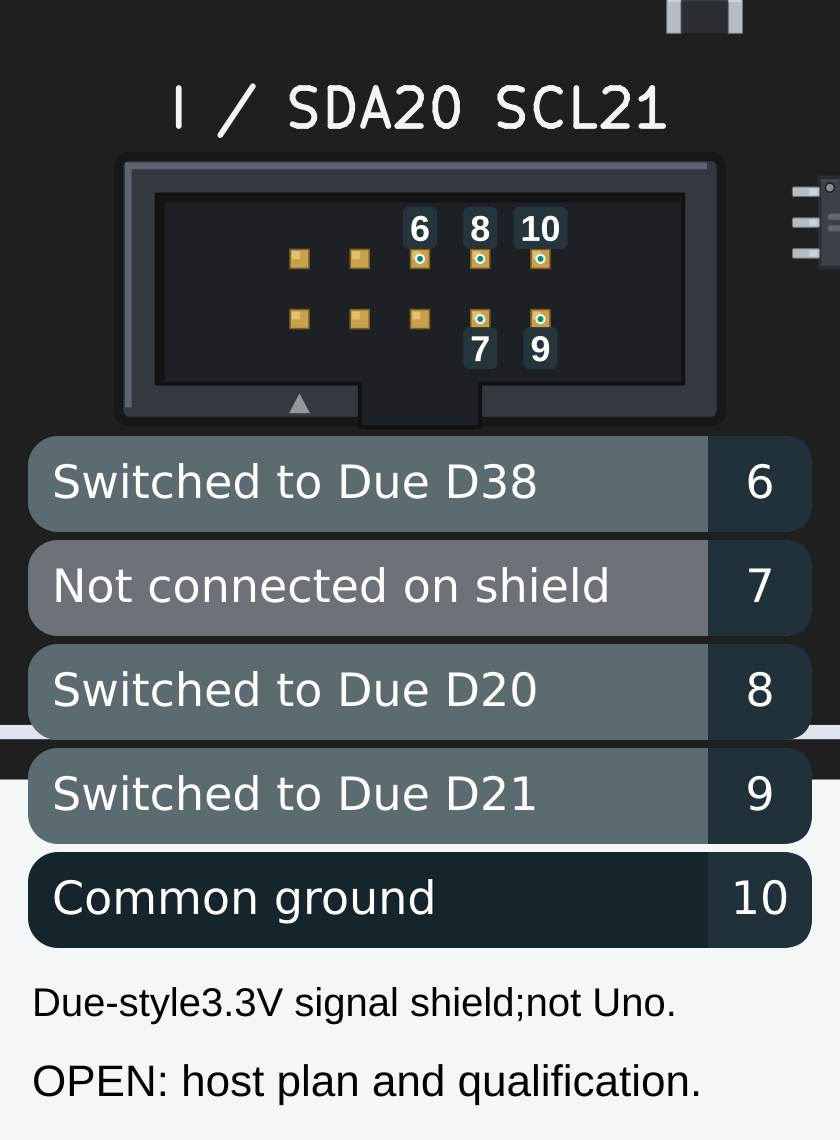 I / SDA20 SCL21
6 8 10
7 9
Switched to Due D38 6
Not connected on shield 7
Switched to Due D20 8
Switched to Due D21 9
Common ground 10
Due-style3.3V signal shield;not Uno.
OPEN: host plan and qualification.